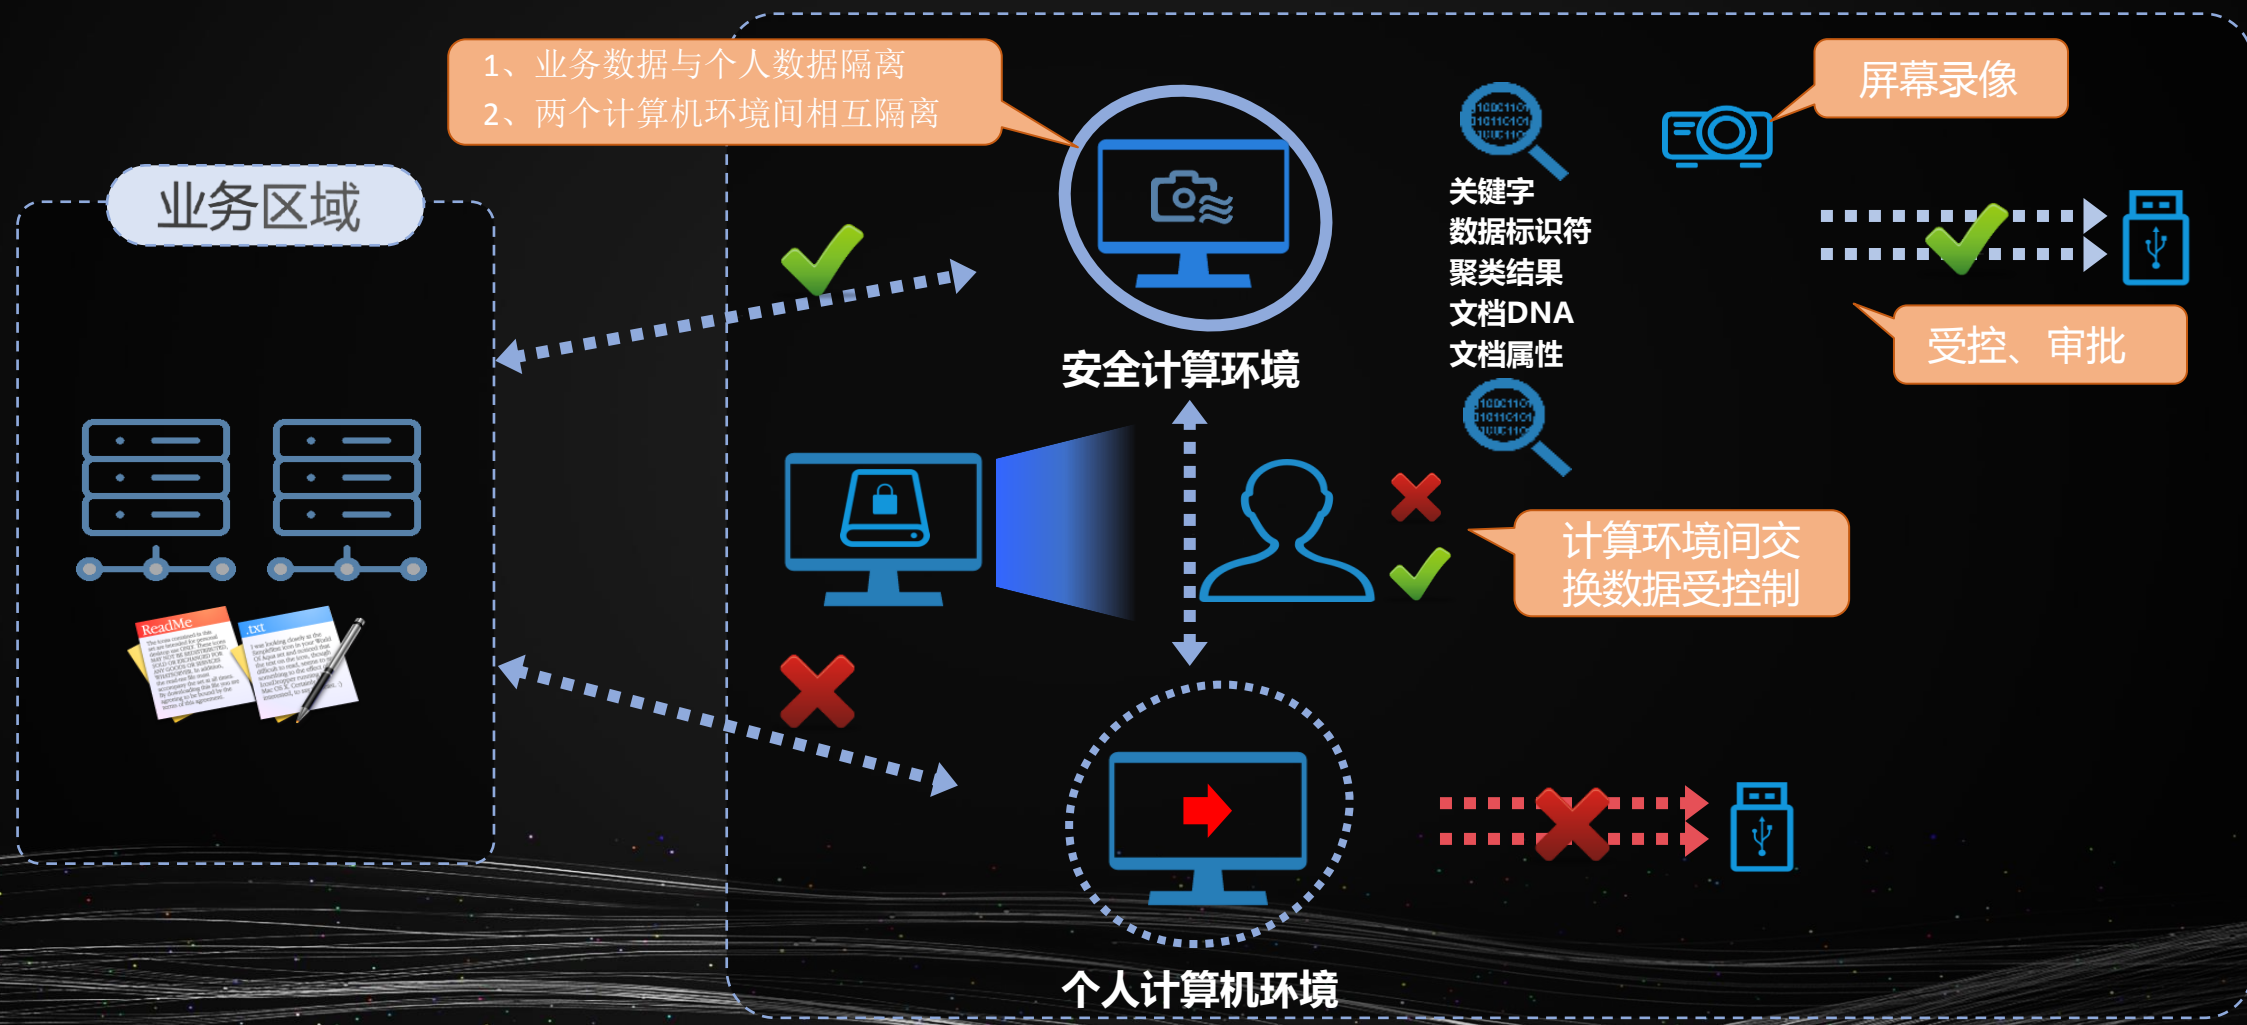 1、业务数据与个人数据隔离
2、两个计算机环境间相互隔离
屏幕录像
业务区域
关键字
数据标识符
聚类结果
文档DNA
文档属性
受控、审批
安全计算环境
计算环境间交
换数据受控制
ReadMe
.txt
个人计算机环境